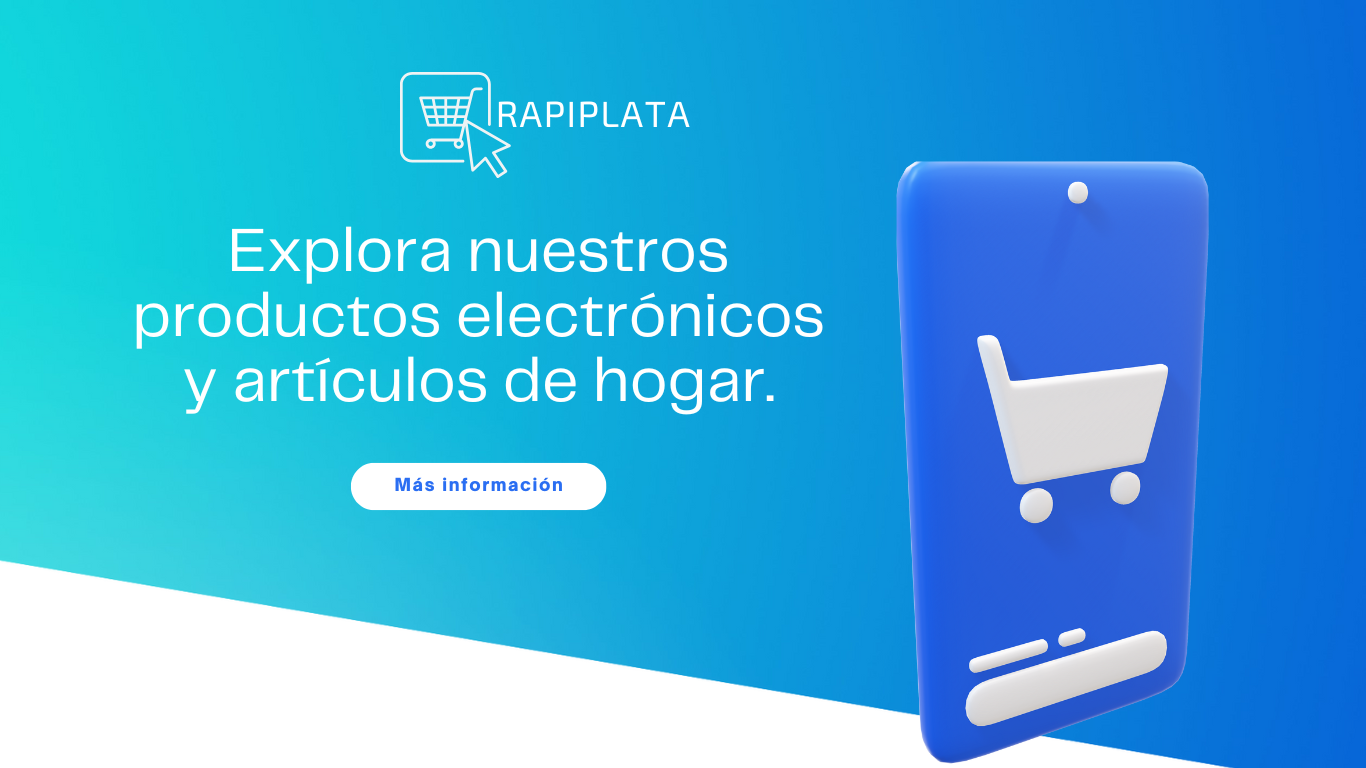 RAPIPLATA
Explora nuestros
productos electrónicos
y artículos de hogar.
Más información